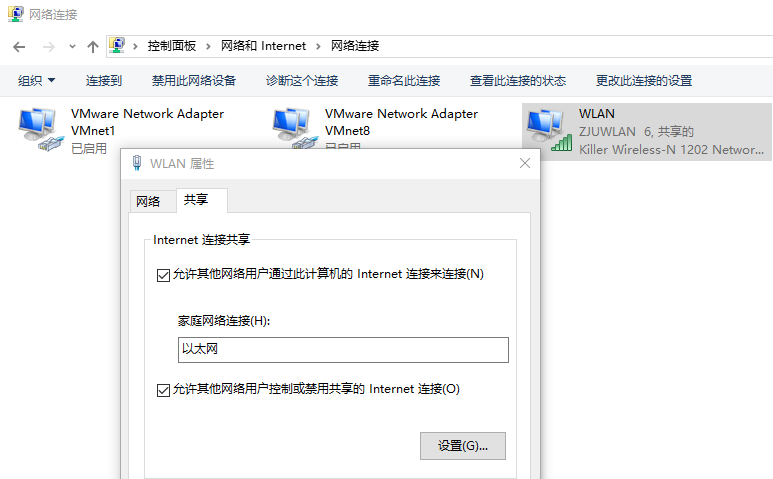 网络连接
控制面板 > 网络和 Internet > 网络连接
组织 连接到 禁用此网络设备 诊断这个连接 重命名此连接 查看此连接的状态 更改此连接的设置
VMware Network Adapter
VMnet1
已启用
VMware Network Adapter
VMnet8
已启用
WLAN
ZJUWLAN 6, 共享的
Killer Wireless-N 1202 Networ...
WLAN 属性
网络 共享
Internet 连接共享
允许其他网络用户通过此计算机的 Internet 连接来连接(N)
家庭网络连接(H):
以太网
允许其他网络用户控制或禁用共享的 Internet 连接(O)
设置(G)...